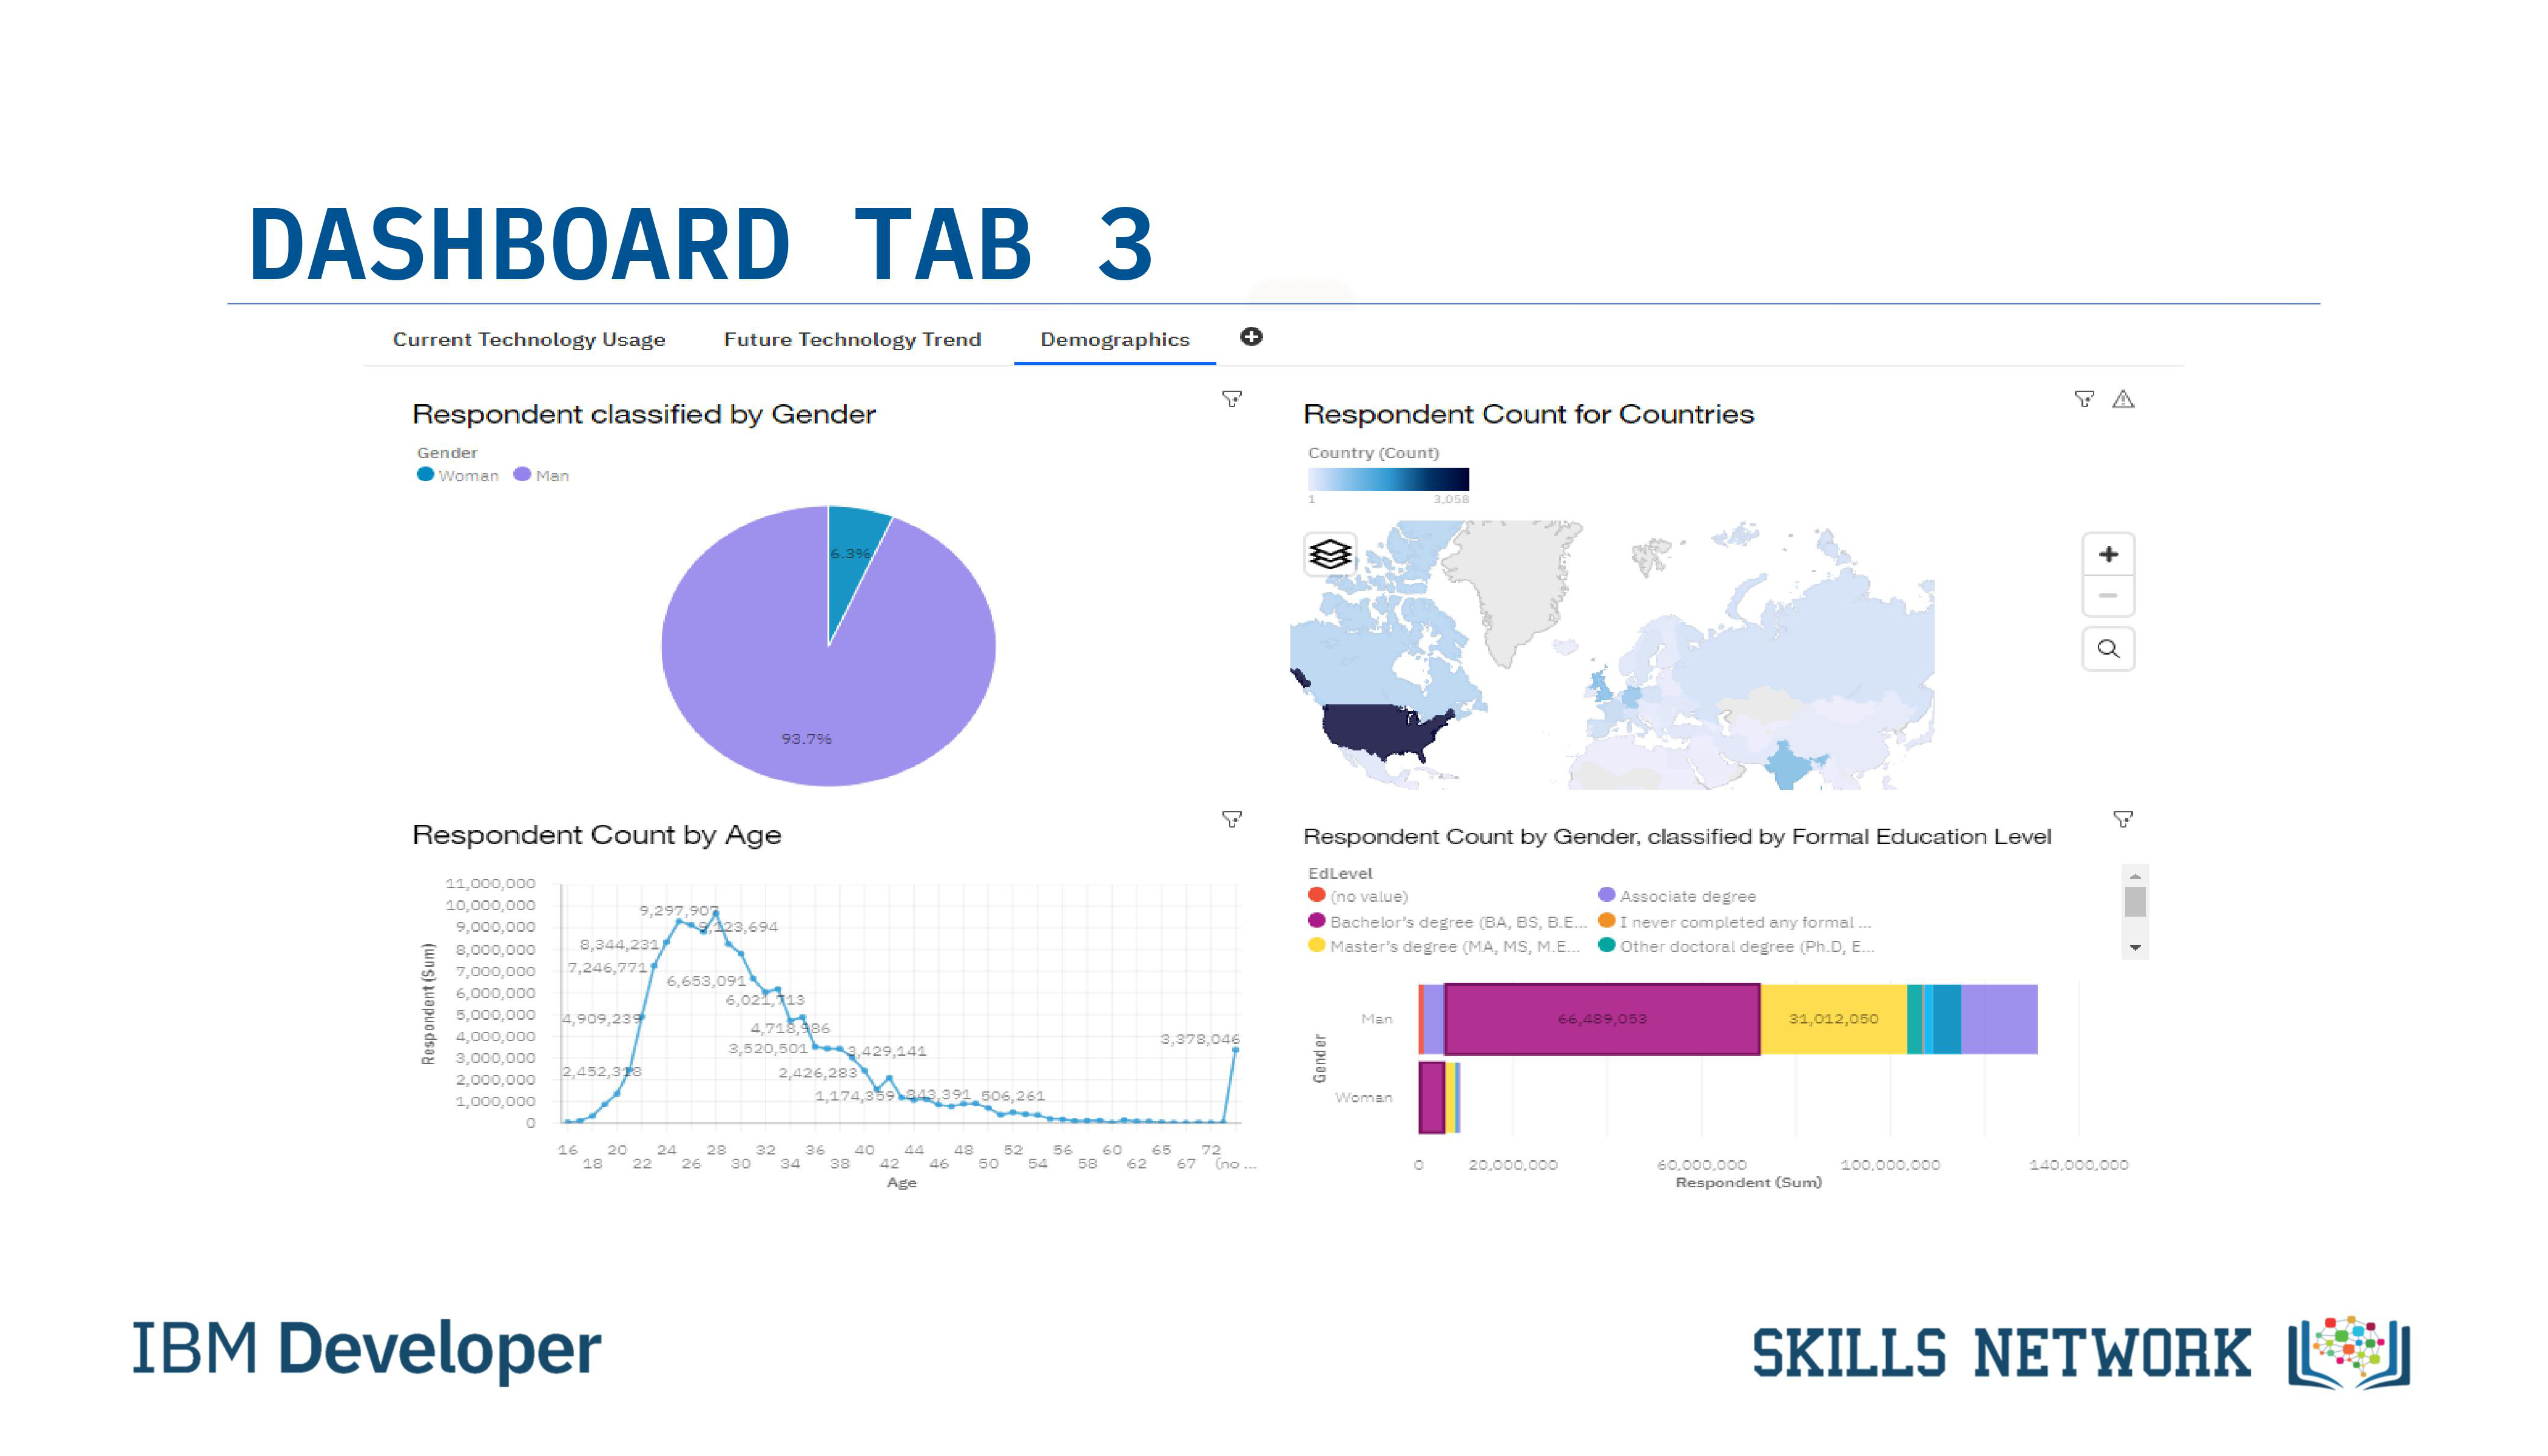 DASHBOARD TAB 3
Current Technology Usage Future Technology Trend Demographics
Respondent classified by Gender
Gender
Woman Man
6.3%
93.7%
Respondent Count for Countries
Country (Count)
1 3,058
Respondent Count by Age
Respondent (Sum)
11,000,000
10,000,000
9,000,000
8,000,000
7,000,000
6,000,000
5,000,000
4,000,000
3,000,000
2,000,000
1,000,000
0
9,297,907
9,123,694
8,344,231
7,246,771
6,653,091
6,021,713
4,909,239
4,718,986
3,520,501
3,429,141
3,378,046
2,452,318
2,426,283
1,174,359
843,391
506,261
16 20 24 28 32 36 40 44 48 52 56 60 65 72
18 22 26 30 34 38 42 46 50 54 58 62 67 (no ...
Age
Respondent Count by Gender, classified by Formal Education Level
EdLevel
(no value) Associate degree
Bachelor's degree (BA, BS, B.E... I never completed any formal ...
Master's degree (MA, MS, M.E... Other doctoral degree (Ph.D, E...
Gender
Man
66,489,053 31,012,050
Woman
0 20,000,000 60,000,000 100,000,000 140,000,000
Respondent (Sum)
IBM Developer
SKILLS NETWORK